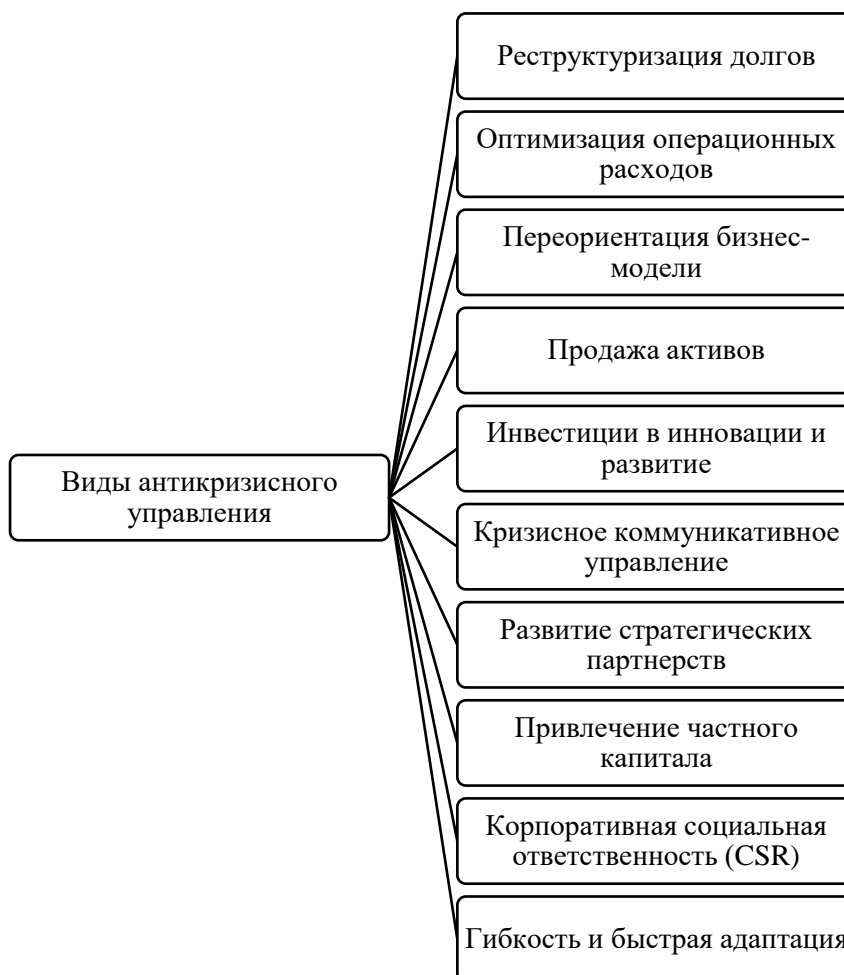 Реструктуризация долгов
Оптимизация операционных
расходов
Переориентация бизнес-
модели
Продажа активов
Инвестиции в инновации и
развитие
Виды антикризисного
управления
Кризисное коммуникативное
управление
Развитие стратегических
партнерств
Привлечение частного
капитала
Корпоративная социальная
ответственность (CSR)
Гибкость и быстрая адаптация